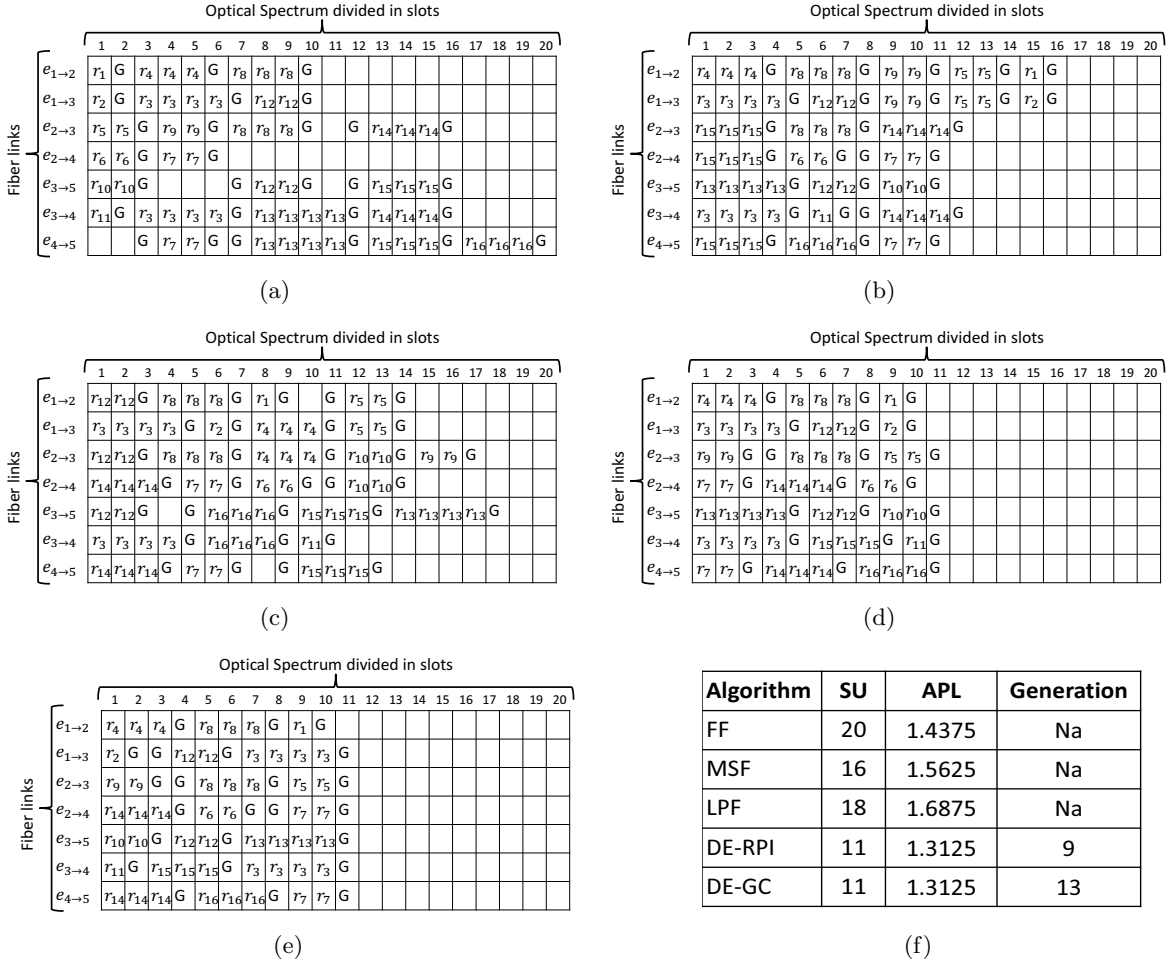 Optical Spectrum divided in slots
1 2 3 4 5 6 7 8 9 10 11 12 13 14 15 16 17 18 19 20
Fiber links
e1→2 r1 G r4 r4 r4 G r8 r8 r8 G
e1→3 r2 G r3 r3 r3 r3 G r12 r12 G
e2→3 r5 r5 G r9 r9 G r8 r8 r8 G G r14 r14 r14 G
e2→4 r6 r6 G r7 r7 G
e3→5 r10 r10 G G r12 r12 G G r15 r15 r15 G
e3→4 r11 G r3 r3 r3 r3 G r13 r13 r13 r13 G r14 r14 r14 G
e4→5 G r7 r7 G G r13 r13 r13 r13 G r15 r15 r15 G r16 r16 r16 G
(a)
Optical Spectrum divided in slots
1 2 3 4 5 6 7 8 9 10 11 12 13 14 15 16 17 18 19 20
Fiber links
e1→2 r4 r4 r4 G r8 r8 r8 G r9 r9 G r5 r5 G r1 G
e1→3 r3 r3 r3 r3 G r12 r12 G r9 r9 G r5 r5 G r2 G
e2→3 r15 r15 r15 G r8 r8 r8 G r14 r14 r14 G
e2→4 r15 r15 r15 G r6 r6 G G r7 r7 G
e3→5 r13 r13 r13 r13 G r12 r12 G r10 r10 G
e3→4 r3 r3 r3 r3 G r11 G G r14 r14 r14 G
e4→5 r15 r15 r15 G r16 r16 r16 G r7 r7 G
(b)
Optical Spectrum divided in slots
1 2 3 4 5 6 7 8 9 10 11 12 13 14 15 16 17 18 19 20
Fiber links
e1→2 r12 r12 G r8 r8 r8 G r1 G G r5 r5 G
e1→3 r3 r3 r3 r3 G r2 G r4 r4 r4 G r5 r5 G
e2→3 r12 r12 G r8 r8 r8 G r4 r4 r4 G r10 r10 G r9 r9 G
e2→4 r14 r14 r14 G r7 r7 G r6 r6 G G r10 r10 G
e3→5 r12 r12 G G r16 r16 r16 G r15 r15 r15 G r13 r13 r13 r13 G
e3→4 r3 r3 r3 r3 G r16 r16 r16 G r11 G
e4→5 r14 r14 r14 G r7 r7 G G r15 r15 r15 G
(c)
Optical Spectrum divided in slots
1 2 3 4 5 6 7 8 9 10 11 12 13 14 15 16 17 18 19 20
Fiber links
e1→2 r4 r4 r4 G r8 r8 r8 G r1 G
e1→3 r3 r3 r3 r3 G r12 r12 G r2 G
e2→3 r9 r9 G G r8 r8 r8 G r5 r5 G
e2→4 r7 r7 G r14 r14 r14 G r6 r6 G
e3→5 r13 r13 r13 r13 G r12 r12 G r10 r10 G
e3→4 r3 r3 r3 r3 G r15 r15 r15 G r11 G
e4→5 r7 r7 G r14 r14 r14 G r16 r16 r16 G
(d)
Optical Spectrum divided in slots
1 2 3 4 5 6 7 8 9 10 11 12 13 14 15 16 17 18 19 20
Fiber links
e1→2 r4 r4 r4 G r8 r8 r8 G r1 G
e1→3 r2 G G r12 r12 G r3 r3 r3 r3 G
e2→3 r9 r9 G G r8 r8 r8 G r5 r5 G
e2→4 r14 r14 r14 G r6 r6 G G r7 r7 G
e3→5 r10 r10 G r12 r12 G r13 r13 r13 r13 G
e3→4 r11 G r15 r15 r15 G r3 r3 r3 r3 G
e4→5 r14 r14 r14 G r16 r16 r16 G r7 r7 G
(e)
Algorithm SU APL Generation
FF 20 1.4375 Na
MSF 16 1.5625 Na
LPF 18 1.6875 Na
DE-RPI 11 1.3125 9
DE-GC 11 1.3125 13
(f)